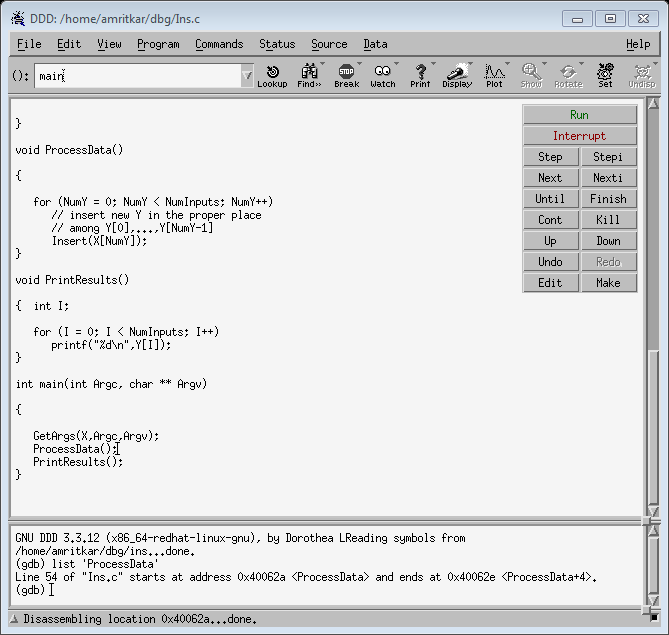 DDD: /home/amritkar/dbg/Ins.c
File Edit View Program Commands Status Source Data Help
(): main
Lookup Find>> Break Watch Print Display Plot Show Rotate Set Undisp
STOP
}
void ProcessData()
{
for (NumY = 0; NumY < NumInputs; NumY++)
// insert new Y in the proper place
// among Y[0],...,Y[NumY-1]
Insert(X[NumY]);
}
void PrintResults()
{  int I;
for (I = 0; I < NumInputs; I++)
printf("%d\n",Y[I]);
}
int main(int Argc, char ** Argv)
{
GetArgs(X,Argc,Argv);
ProcessData();
PrintResults();
}
Run
Interrupt
Step Stepi
Next Nexti
Until Finish
Cont Kill
Up Down
Undo Redo
Edit Make
GNU DDD 3.3.12 (x86_64-redhat-linux-gnu), by Dorothea LReading symbols from
/home/amritkar/dbg/ins...done.
(gdb) list 'ProcessData'
Line 54 of "Ins.c" starts at address 0x40062a <ProcessData> and ends at 0x40062e <ProcessData+4>.
(gdb)
Disassembling location 0x40062a...done.